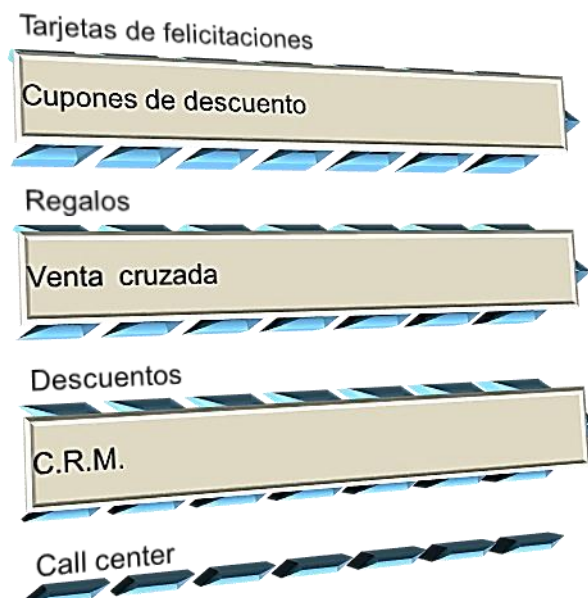 Tarjetas de felicitaciones
Cupones de descuento
Regalos
Venta cruzada
Descuentos
C.R.M.
Call center